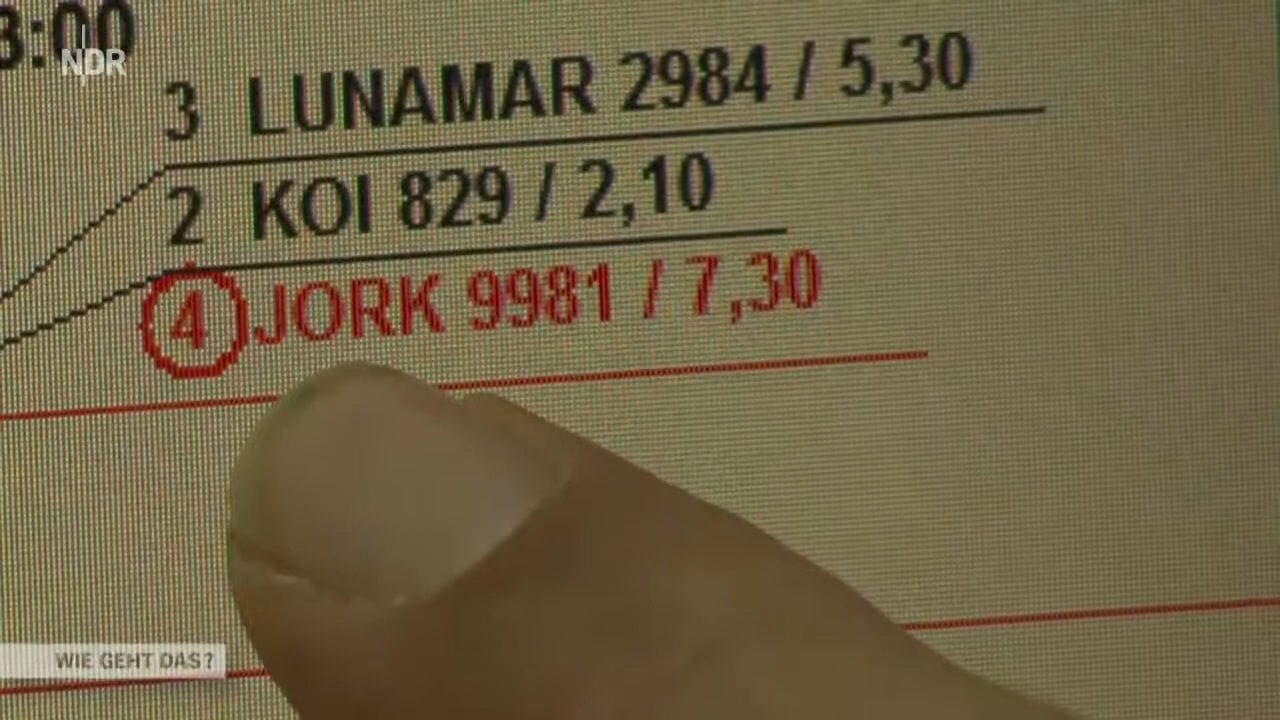 3:00
NDR
3 LUNAMAR 2984 / 5,30
2 KOI 829 / 2,10
4 JORK 9981 / 7,30
WIE GEHT DAS?